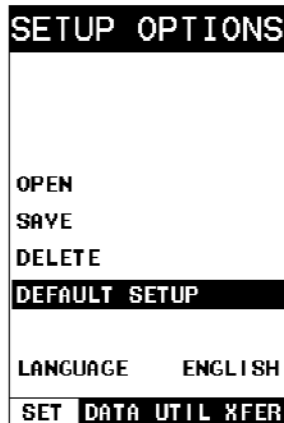 SETUP OPTIONS
OPEN
SAVE
DELETE
DEFAULT SETUP
LANGUAGE ENGLISH
SET DATA UTIL XFER